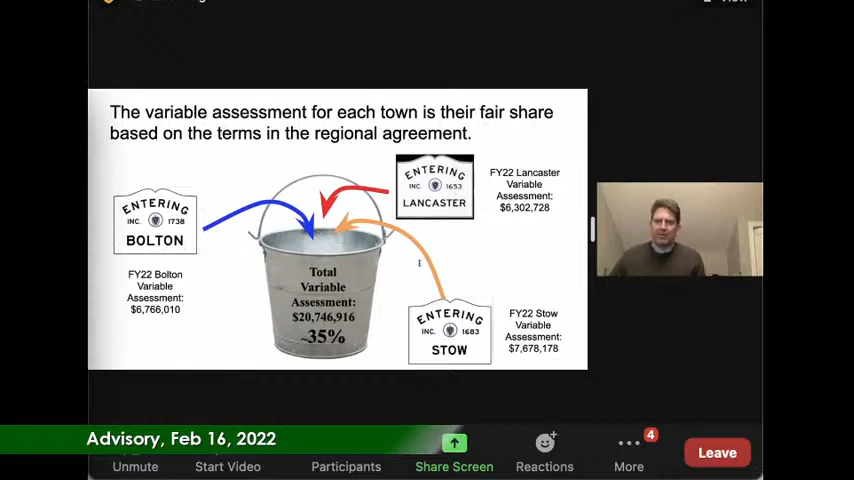 The variable assessment for each town is their fair share
based on the terms in the regional agreement.
ENTERING
INC. 1653
LANCASTER
FY22 Lancaster
Variable
Assessment:
$6,302,728
ENTERING
INC. 1738
BOLTON
FY22 Bolton
Variable
Assessment:
$6,766,010
Total
Variable
Assessment:
$20,746,916
~35%
ENTERING
INC. 1683
STOW
FY22 Stow
Variable
Assessment:
$7,678,178
Advisory, Feb 16, 2022
4
Leave
Unmute
Start Video
Participants
Share Screen
Reactions
More